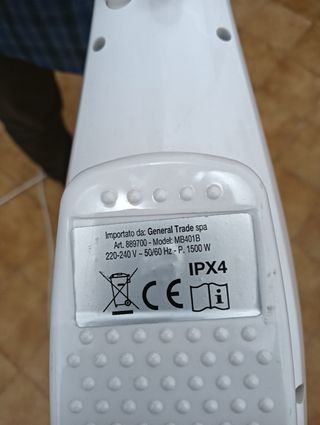 Importato da: General Trade spa
Art. 889700 - Model: MB401B
220-240 V ~ 50/60 Hz - P. 1500 W
CE IPX4
i